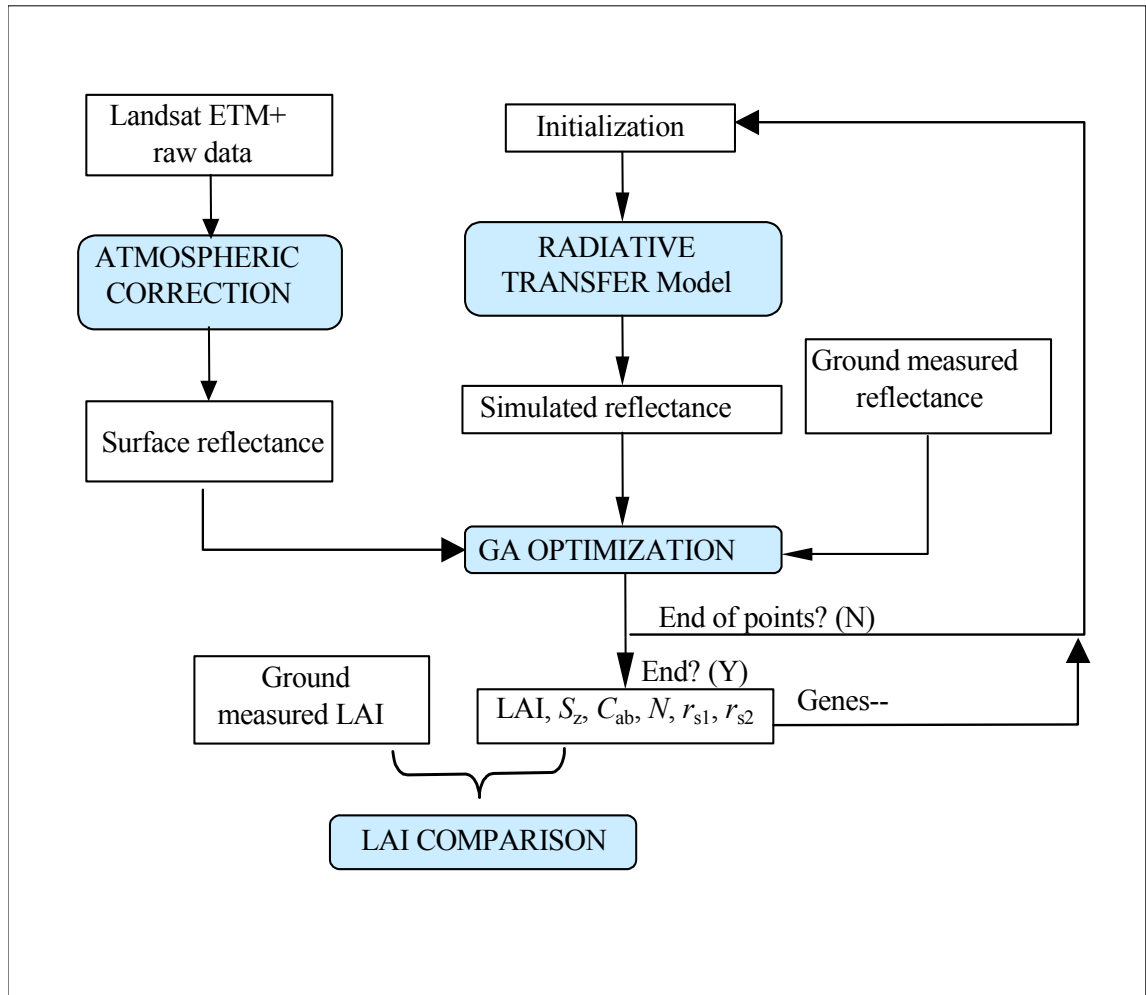 Landsat ETM+
raw data
Initialization
ATMOSPHERIC
CORRECTION
RADIATIVE
TRANSFER Model
Ground measured
reflectance
Surface reflectance
Simulated reflectance
GA OPTIMIZATION
End of points? (N)
End? (Y)
Ground
measured LAI
LAI, Sz, Cab, N, rs1, rs2
Genes--
LAI COMPARISON